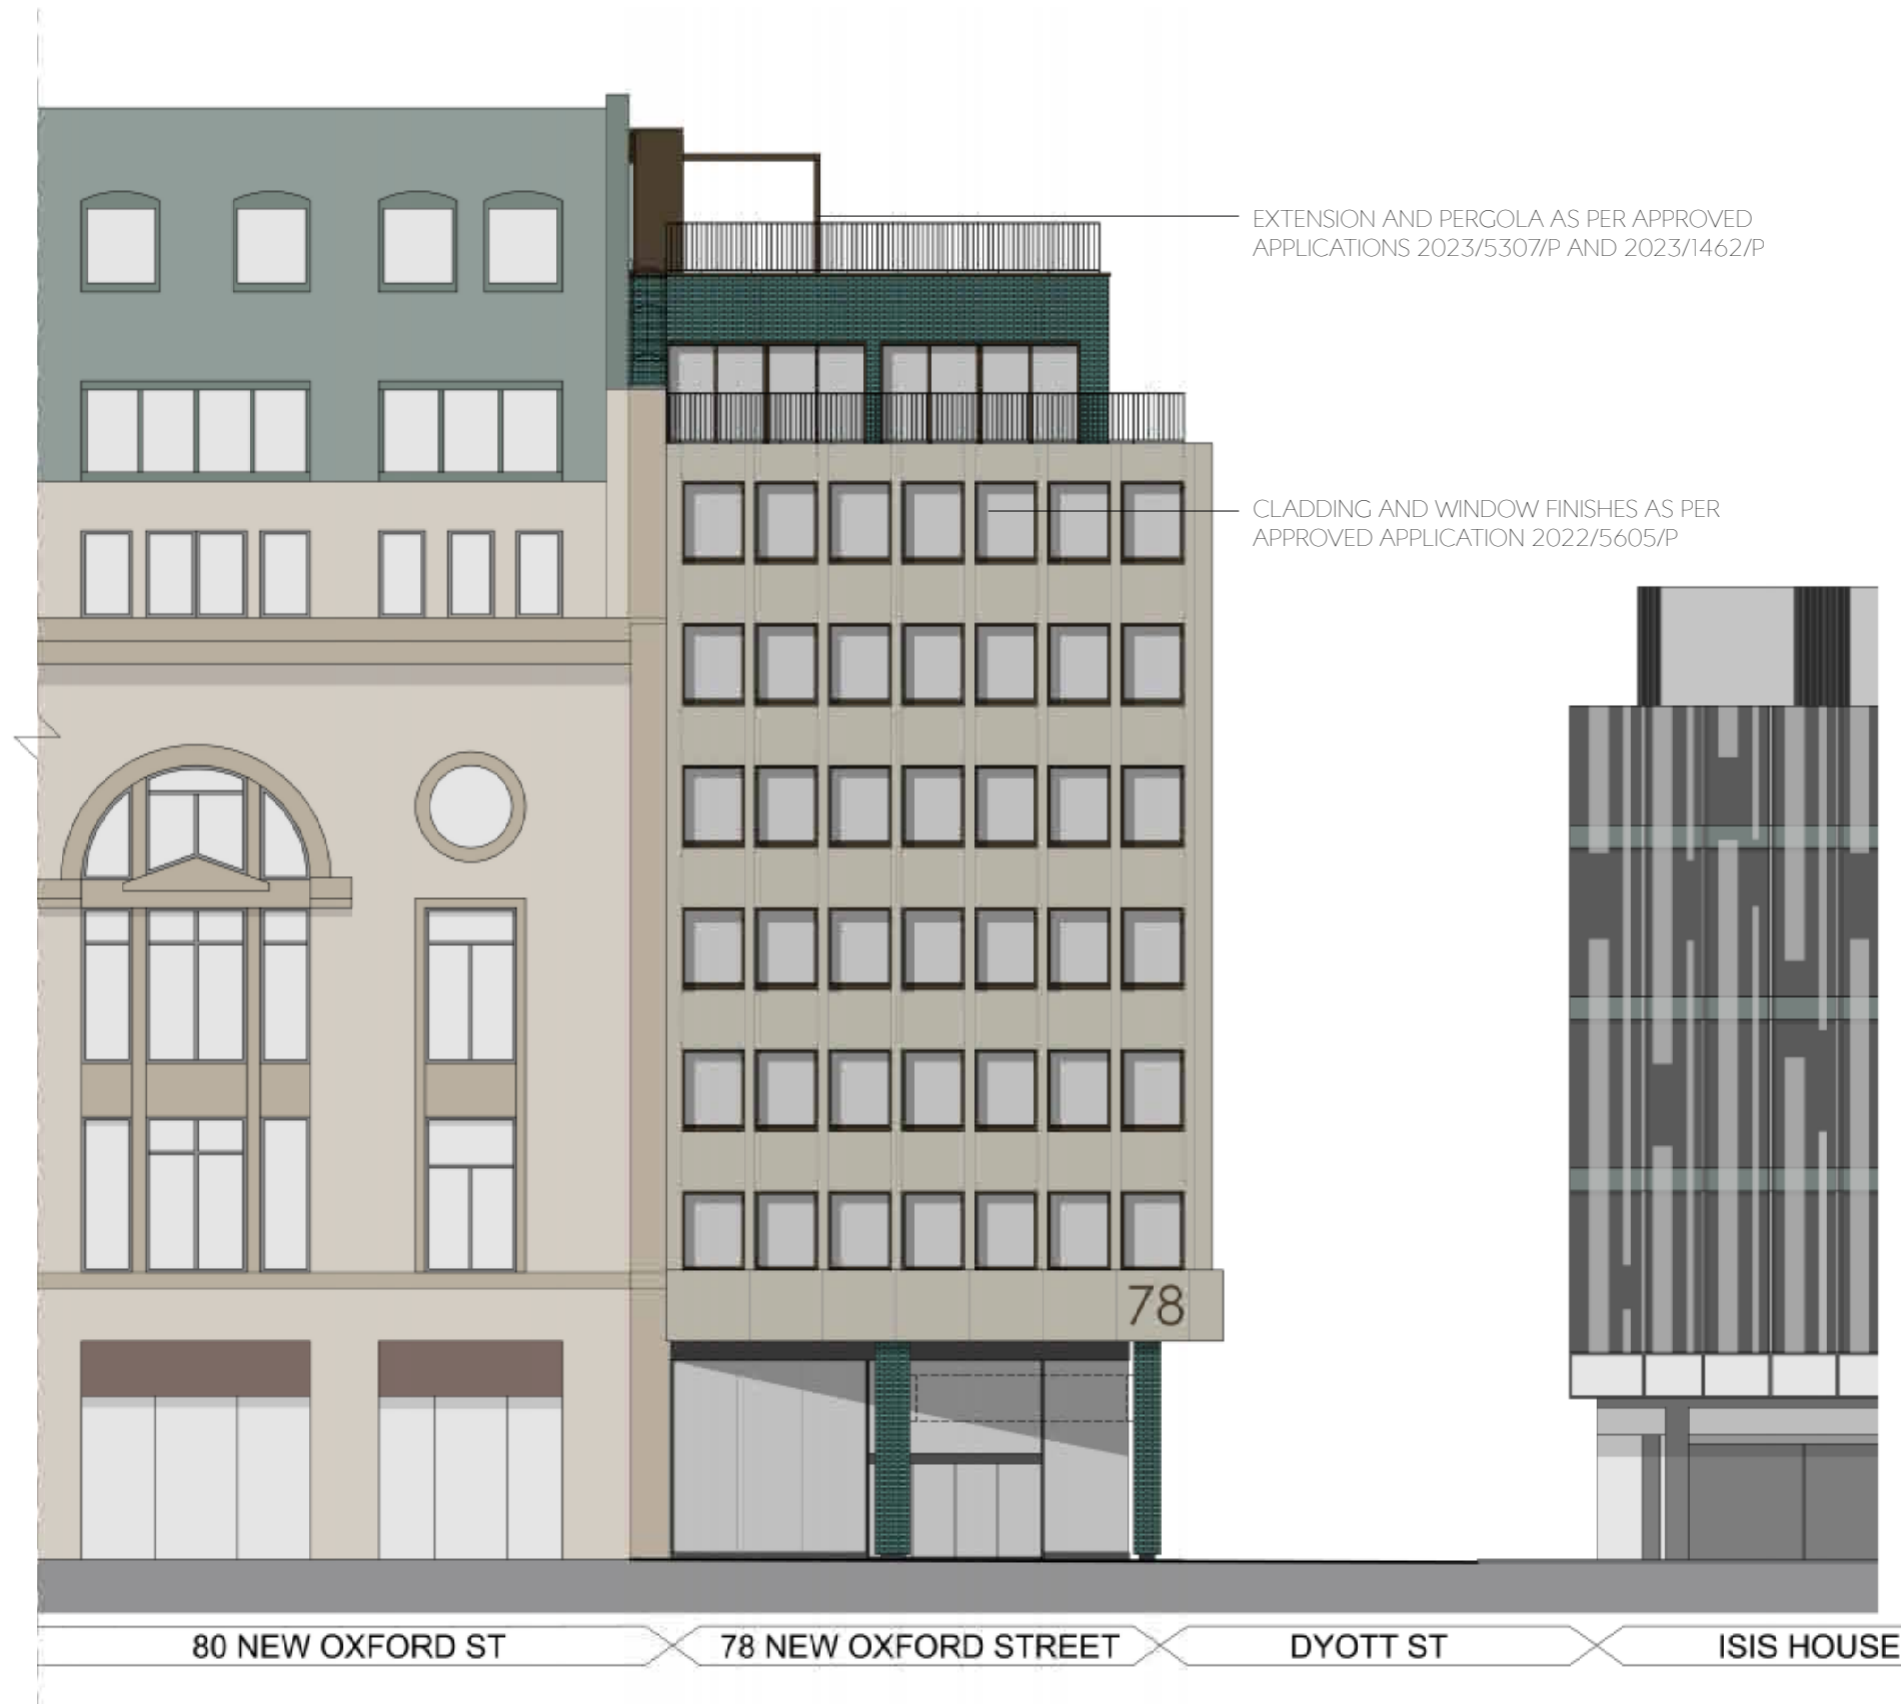 EXTENSION AND PERGOLA AS PER APPROVED
APPLICATIONS 2023/5307/P AND 2023/1462/P
CLADDING AND WINDOW FINISHES AS PER
APPROVED APPLICATION 2022/5605/P
78
80 NEW OXFORD ST
78 NEW OXFORD STREET
DYOTT ST
ISIS HOUSE